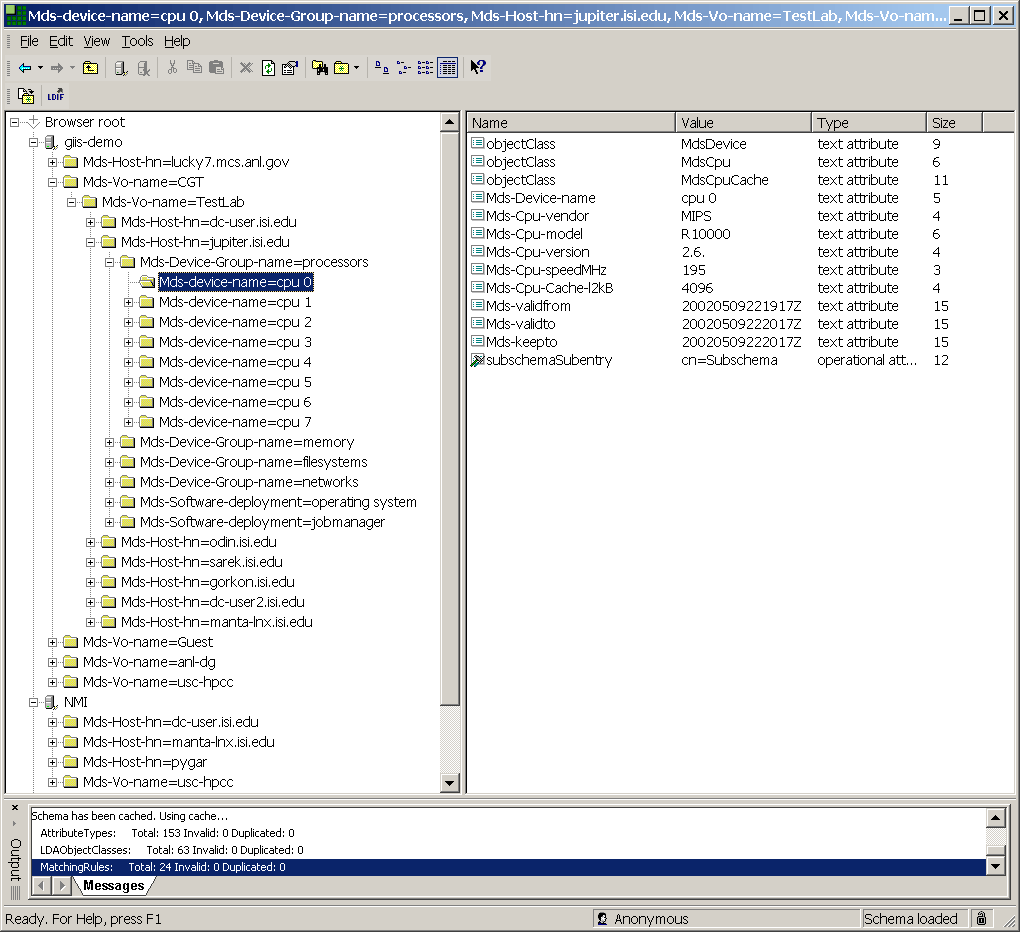 Mds-device-name=cpu 0, Mds-Device-Group-name=processors, Mds-Host-hn=jupiter.isi.edu, Mds-Vo-name=TestLab, Mds-Vo-nam...
File Edit View Tools Help
LDIF
Browser root
giis-demo
Mds-Host-hn=lucky7.mcs.anl.gov
Mds-Vo-name=CGT
Mds-Vo-name=TestLab
Mds-Host-hn=dc-user.isi.edu
Mds-Host-hn=jupiter.isi.edu
Mds-Device-Group-name=processors
Mds-device-name=cpu 0
Mds-device-name=cpu 1
Mds-device-name=cpu 2
Mds-device-name=cpu 3
Mds-device-name=cpu 4
Mds-device-name=cpu 5
Mds-device-name=cpu 6
Mds-device-name=cpu 7
Mds-Device-Group-name=memory
Mds-Device-Group-name=filesystems
Mds-Device-Group-name=networks
Mds-Software-deployment=operating system
Mds-Software-deployment=jobmanager
Mds-Host-hn=odin.isi.edu
Mds-Host-hn=sarek.isi.edu
Mds-Host-hn=gorkon.isi.edu
Mds-Host-hn=dc-user2.isi.edu
Mds-Host-hn=manta-lnx.isi.edu
Mds-Vo-name=Guest
Mds-Vo-name=anl-dg
Mds-Vo-name=usc-hpcc
NMI
Mds-Host-hn=dc-user.isi.edu
Mds-Host-hn=manta-lnx.isi.edu
Mds-Host-hn=pygar
Mds-Vo-name=usc-hpcc
Name Value Type Size
objectClass MdsDevice text attribute 9
objectClass MdsCpu text attribute 6
objectClass MdsCpuCache text attribute 11
Mds-Device-name cpu 0 text attribute 5
Mds-Cpu-vendor MIPS text attribute 4
Mds-Cpu-model R10000 text attribute 6
Mds-Cpu-version 2.6. text attribute 4
Mds-Cpu-speedMHz 195 text attribute 3
Mds-Cpu-Cache-l2kB 4096 text attribute 4
Mds-validfrom 20020509221917Z text attribute 15
Mds-validto 20020509222017Z text attribute 15
Mds-keepto 20020509222017Z text attribute 15
subschemaSubentry cn=Subschema operational att... 12
Output
Schema has been cached. Using cache...
AttributeTypes: Total: 153 Invalid: 0 Duplicated: 0
LDAObjectClasses: Total: 63 Invalid: 0 Duplicated: 0
MatchingRules: Total: 24 Invalid: 0 Duplicated: 0
Messages
Ready. For Help, press F1 Anonymous Schema loaded